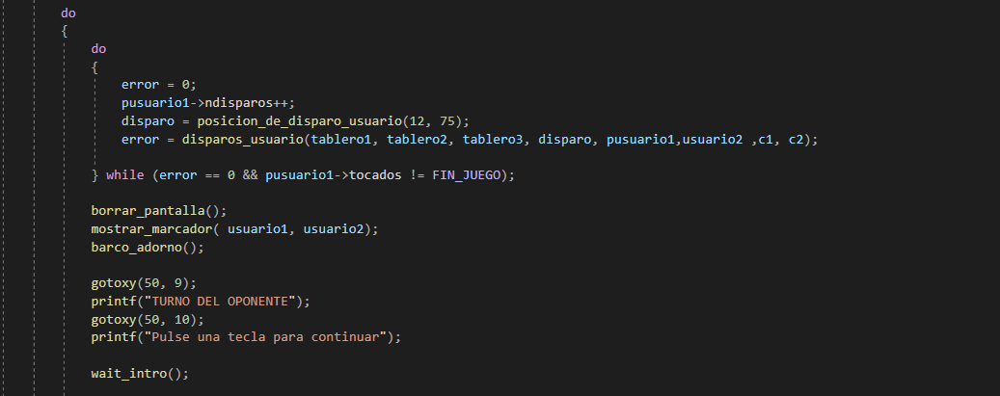 do
{
do
{
error = 0;
pusuario1->ndisparos++;
disparo = posicion_de_disparo_usuario(12, 75);
error = disparos_usuario(tablero1, tablero2, tablero3, disparo, pusuario1,usuario2 ,c1, c2);
} while (error == 0 && pusuario1->tocados != FIN_JUEGO);
borrar_pantalla();
mostrar_marcador( usuario1, usuario2);
barco_adorno();
gotoxy(50, 9);
printf("TURNO DEL OPONENTE");
gotoxy(50, 10);
printf("Pulse una tecla para continuar");
wait_intro();